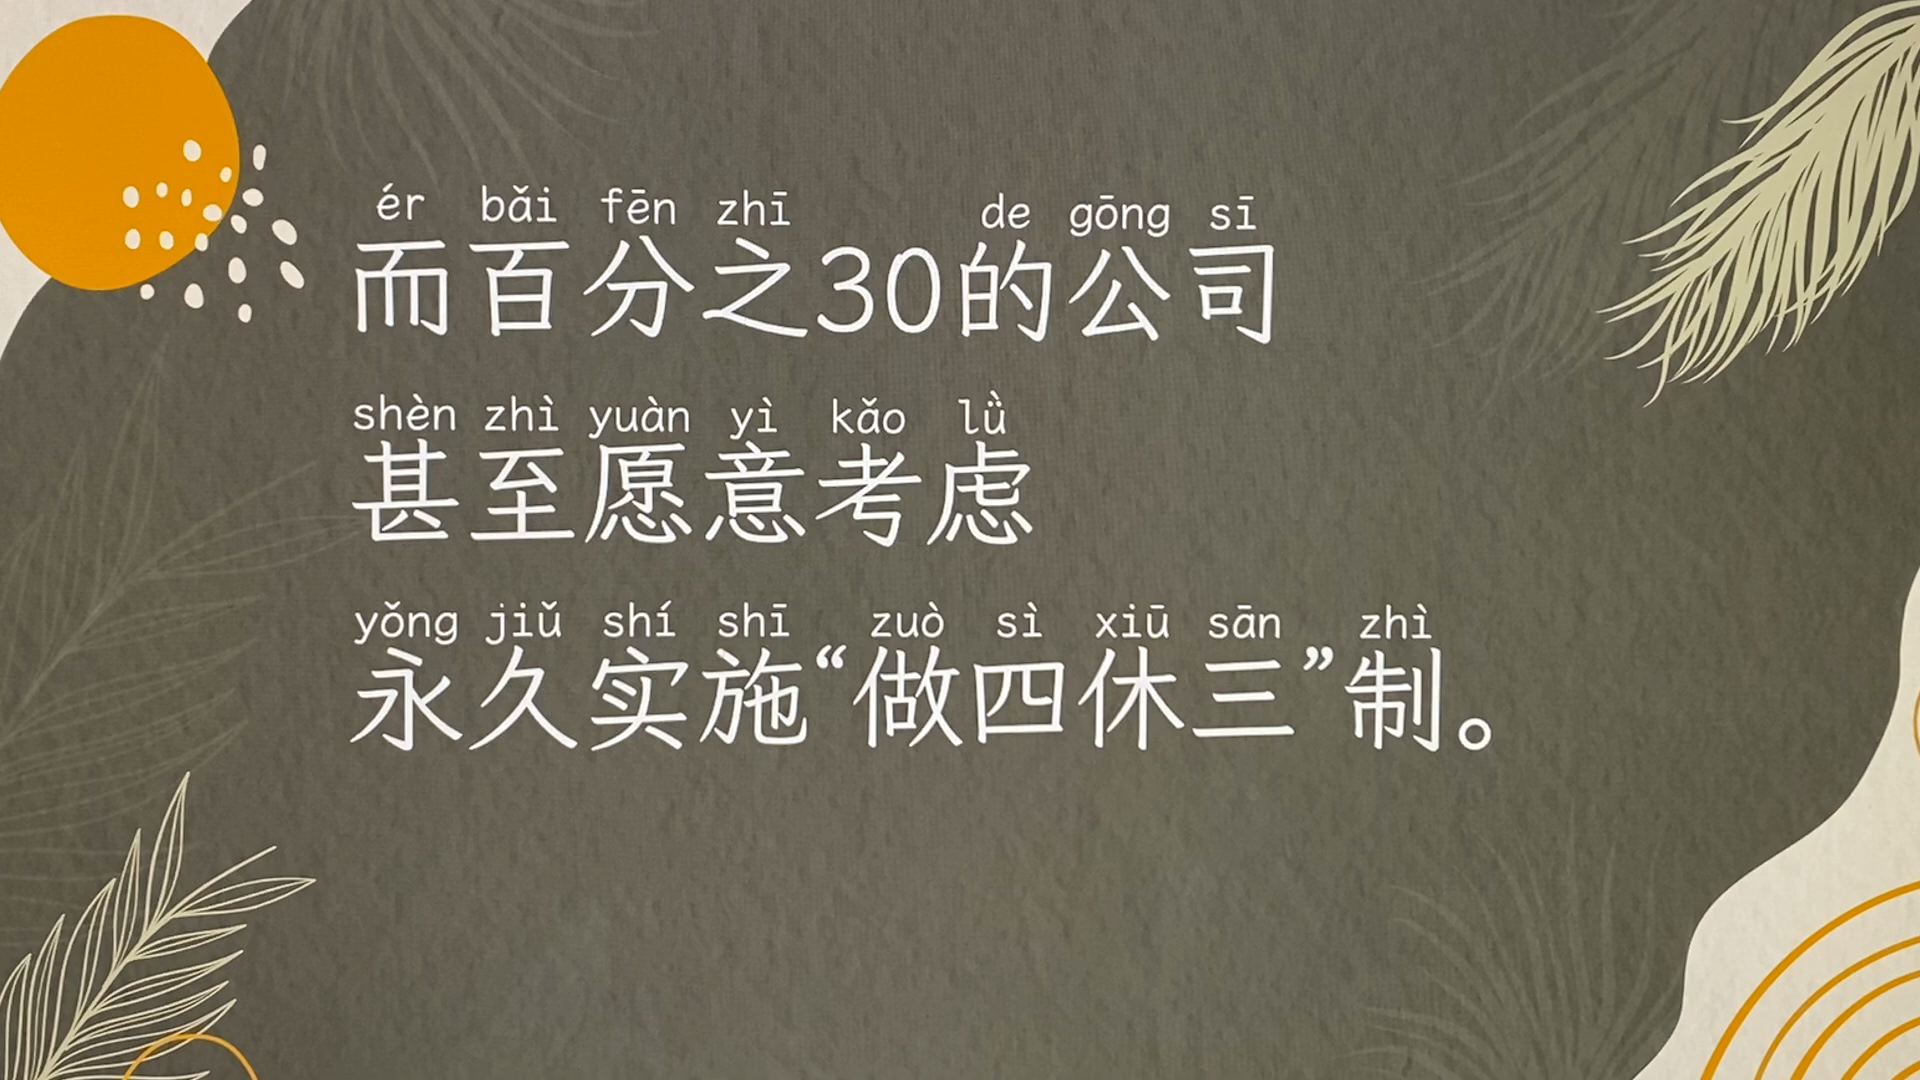 ér bǎi fēn zhī de gōng sī
而百分之30的公司
shèn zhì yuàn yì kǎo lǜ
甚至愿意考虑
yǒng jiǔ shí shī zuò sì xiū sān zhì
永久实施“做四休三”制。